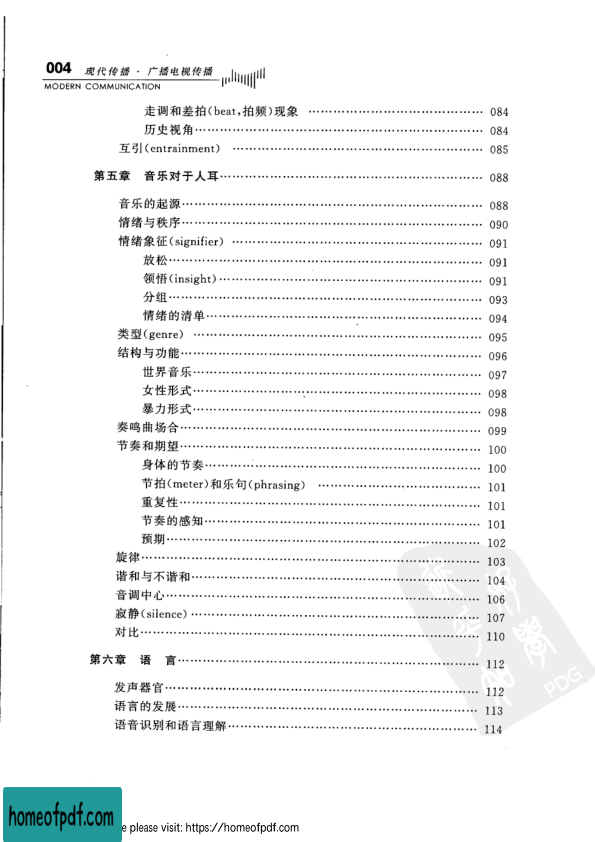 004 现代传播·广播电视传播
MODERN COMMUNICATION
走调和差拍(beat,拍频)现象 …………………………………… 084
历史视角…………………………………………………………… 084
互引(entrainment) ……………………………………………… 085
第五章 音乐对于人耳…………………………………………… 088
音乐的起源………………………………………………………… 088
情绪与秩序………………………………………………………… 090
情绪象征(signifier) ……………………………………………… 091
放松………………………………………………………………… 091
领悟(insight)……………………………………………………… 091
分组………………………………………………………………… 093
情绪的清单………………………………………………………… 094
类型(genre) ……………………………………………………… 095
结构与功能………………………………………………………… 096
世界音乐…………………………………………………………… 097
女性形式…………………………………………………………… 098
暴力形式…………………………………………………………… 098
奏鸣曲场合………………………………………………………… 099
节奏和期望………………………………………………………… 100
身体的节奏………………………………………………………… 100
节拍(meter)和乐句(phrasing) ………………………………… 101
重复性……………………………………………………………… 101
节奏的感知………………………………………………………… 101
预期………………………………………………………………… 102
旋律………………………………………………………………… 103
谐和与不谐和……………………………………………………… 104
音调中心…………………………………………………………… 106
寂静(silence)……………………………………………………… 107
对比………………………………………………………………… 110
第六章 语 言……………………………………………………… 112
发声器官…………………………………………………………… 112
语言的发展………………………………………………………… 113
语音识别和语言理解……………………………………………… 114
PDG
homeofpdf.com
e please visit: https://homeofpdf.com